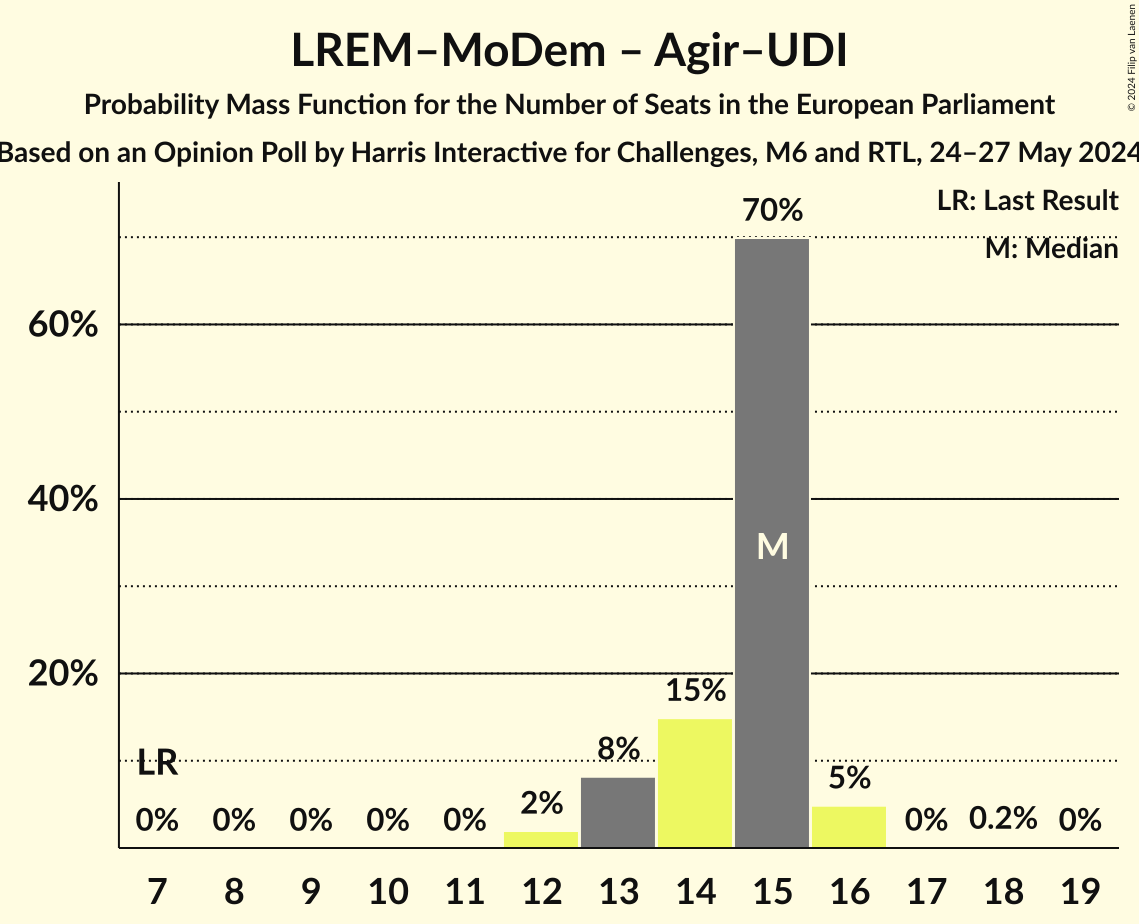 LREM–MoDem – Agir–UDI
Probability Mass Function for the Number of Seats in the European Parliament
Based on an Opinion Poll by Harris Interactive for Challenges, M6 and RTL, 24–27 May 2024
© 2024 Filip van Laenen
LR: Last Result
M: Median
70%
60%
40%
M
20%
15%
8%
LR
5%
2%
0% 0% 0% 0% 0% 0% 0.2% 0%
7 8 9 10 11 12 13 14 15 16 17 18 19